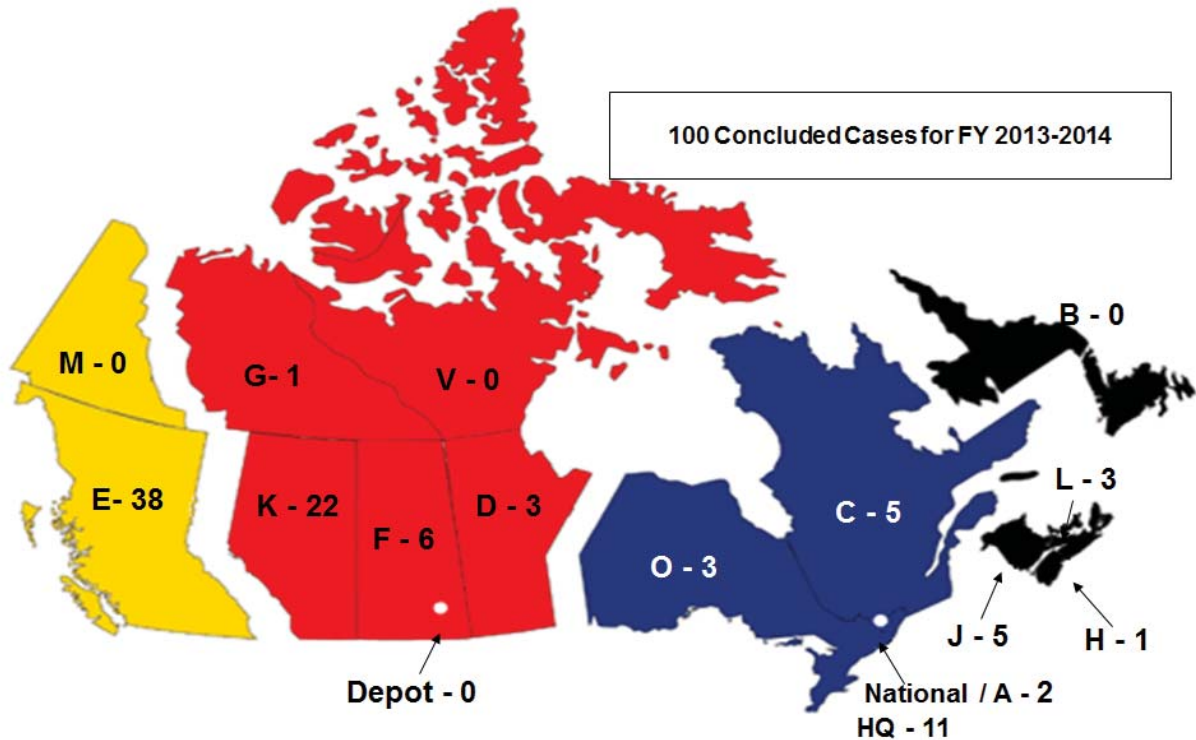 100 Concluded Cases for FY 2013-2014
B - 0
M - 0
G- 1
V - 0
L - 3
E- 38
K - 22
D - 3
C - 5
F - 6
O - 3
J - 5
H - 1
Depot - 0
National / A - 2
HQ - 11